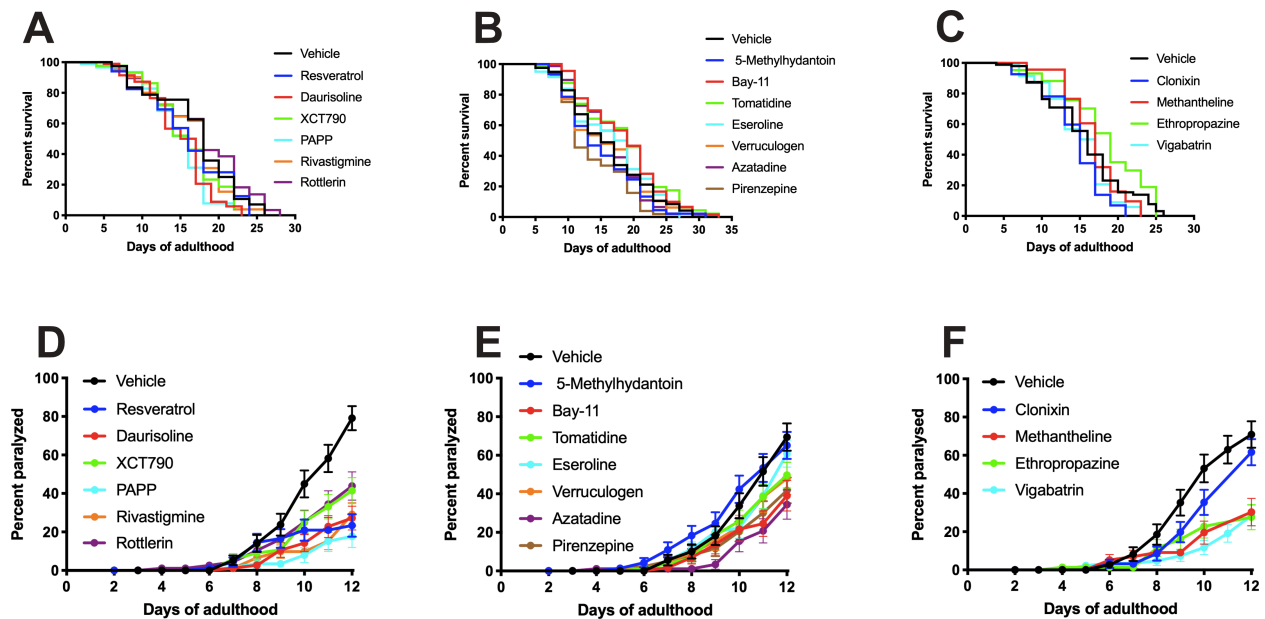 A
Percent survival
100
80
60
40
20
0
0 5 10 15 20 25 30
Days of adulthood
Vehicle
Resveratrol
Daurisoline
XCT790
PAPP
Rivastigmine
Rottlerin
B
Percent survival
100
80
60
40
20
0
0 5 10 15 20 25 30 35
Days of adulthood
Vehicle
5-Methylhydantoin
Bay-11
Tomatidine
Eseroline
Verruculogen
Azatadine
Pirenzepine
C
Percent survival
100
80
60
40
20
0
0 5 10 15 20 25 30
Days of adulthood
Vehicle
Clonixin
Methantheline
Ethropropazine
Vigabatrin
D
Percent paralyzed
100
80
60
40
20
0
0 2 4 6 8 10 12
Days of adulthood
Vehicle
Resveratrol
Daurisoline
XCT790
PAPP
Rivastigmine
Rottlerin
E
Percent paralyzed
100
80
60
40
20
0
0 2 4 6 8 10 12
Days of adulthood
Vehicle
5-Methylhydantoin
Bay-11
Tomatidine
Eseroline
Verruculogen
Azatadine
Pirenzepine
F
Percent paralysed
100
80
60
40
20
0
0 2 4 6 8 10 12
Days of adulthood
Vehicle
Clonixin
Methantheline
Ethropropazine
Vigabatrin